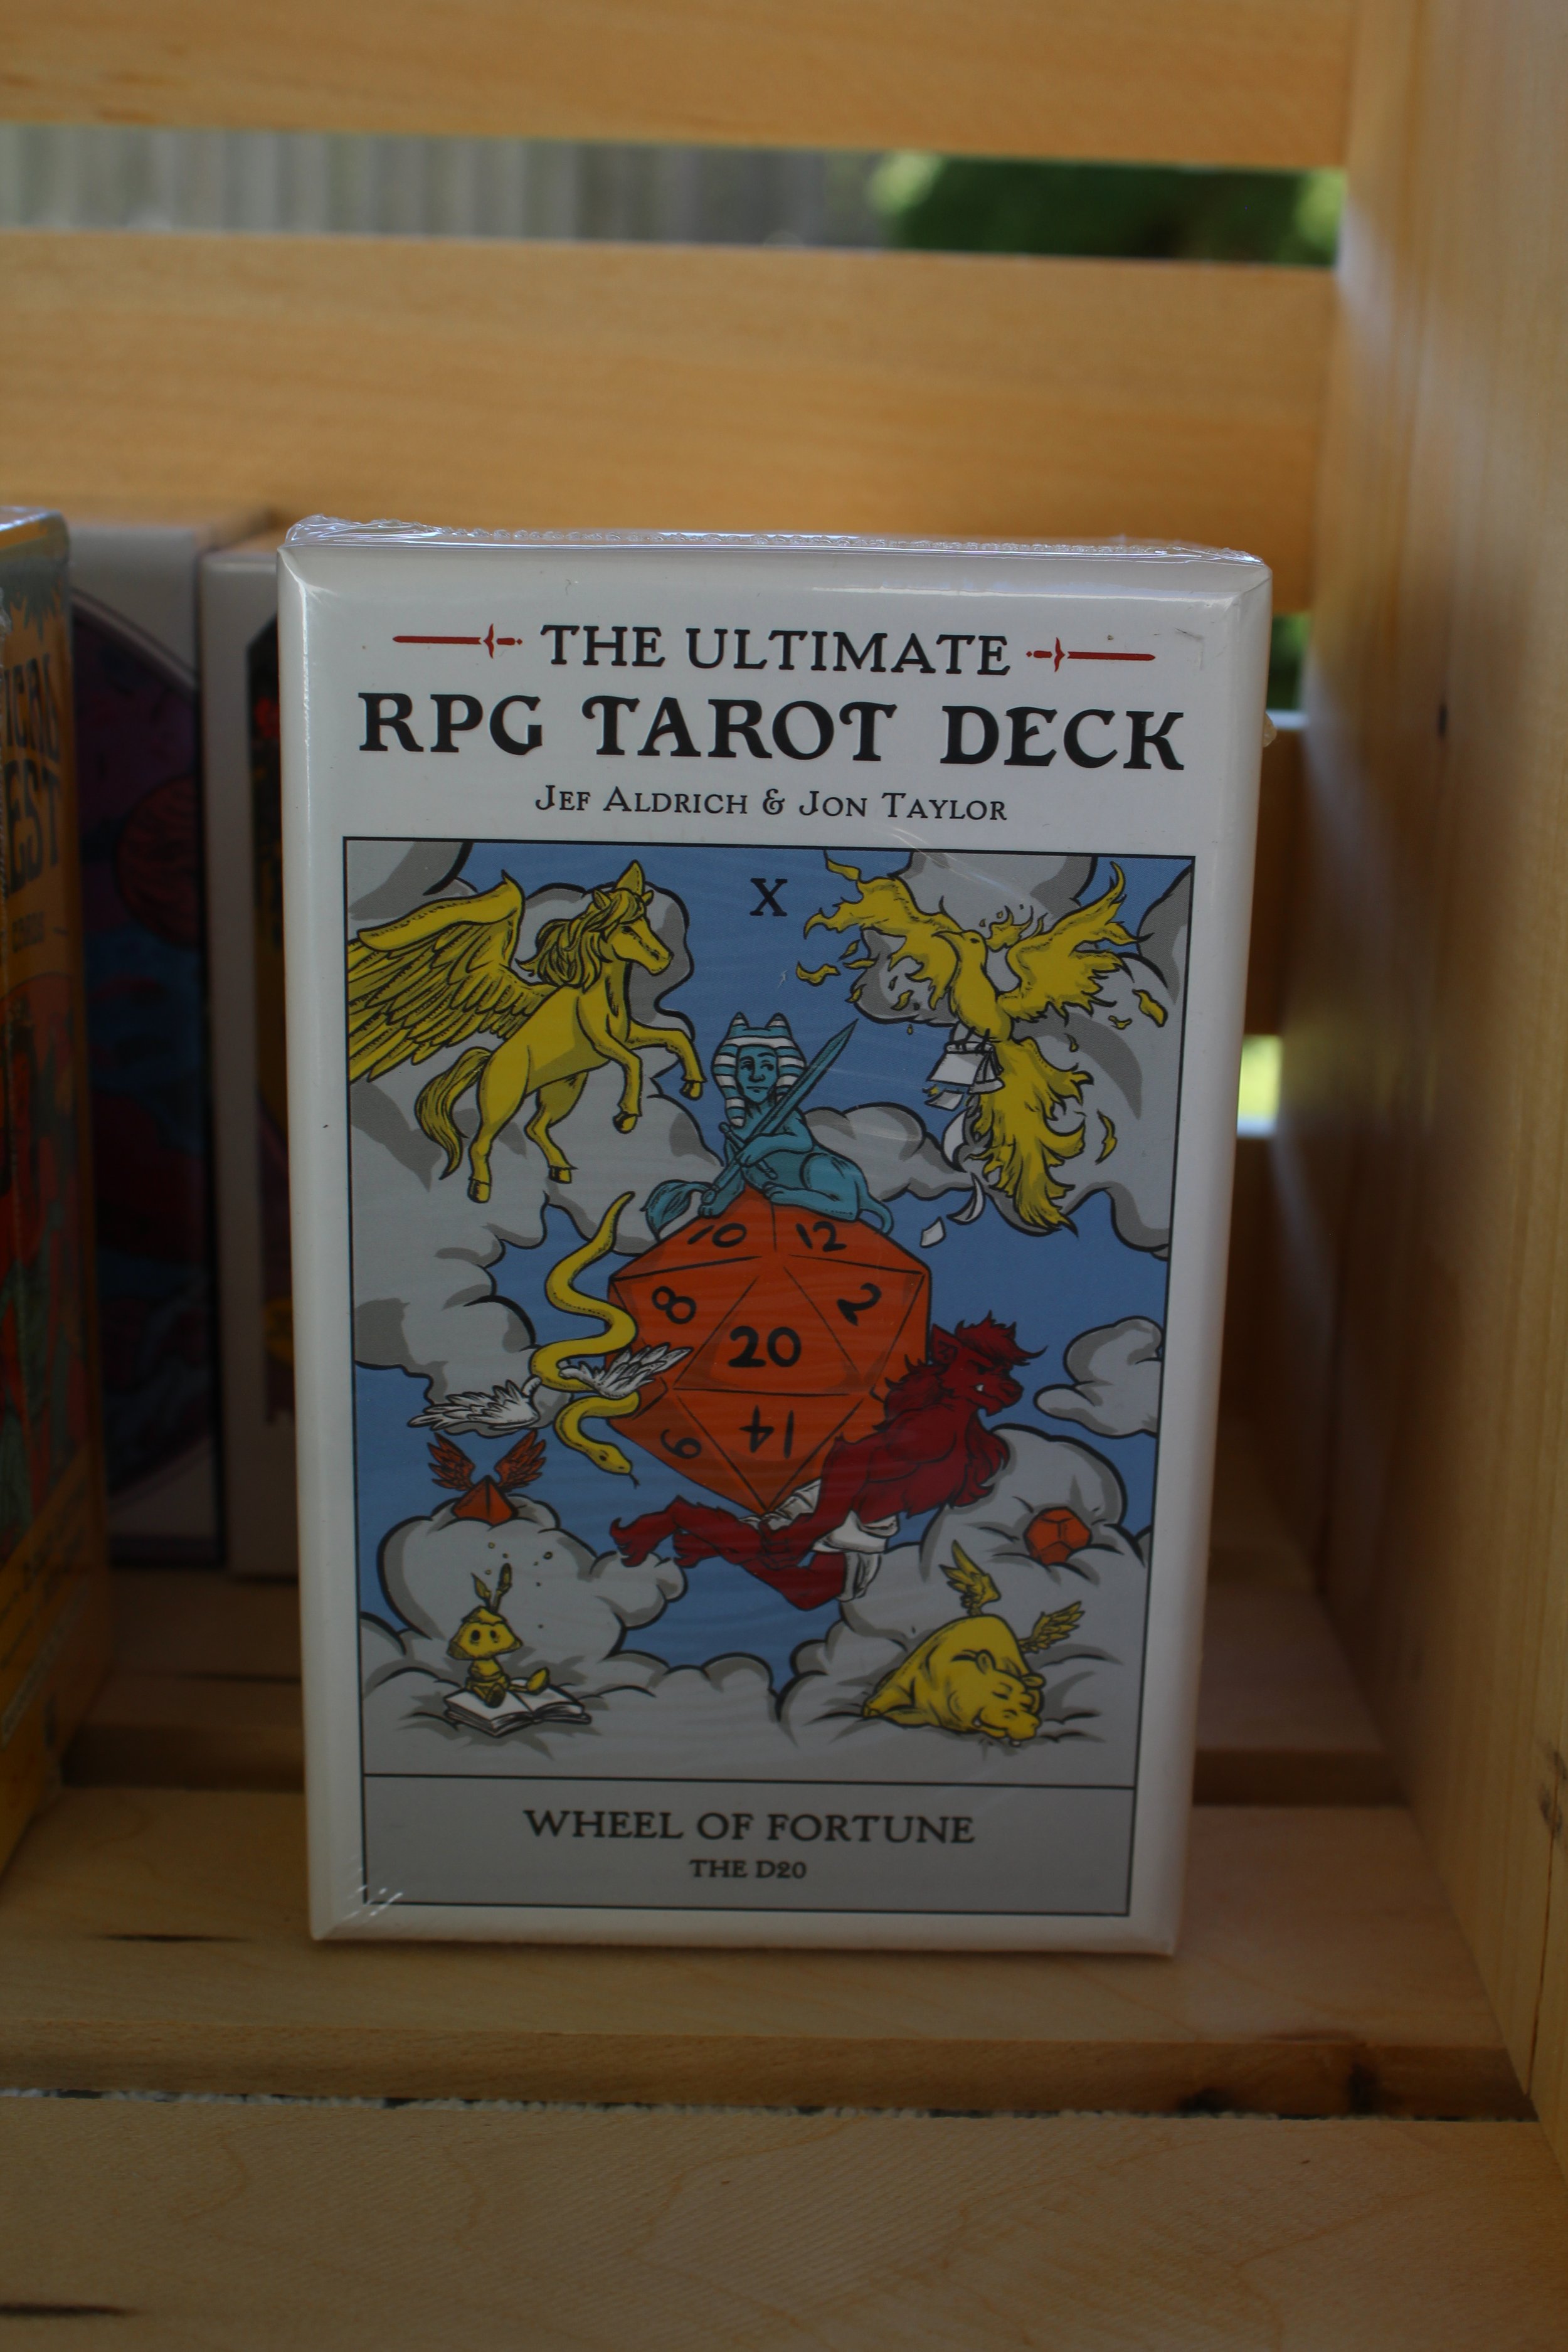 THE ULTIMATE
RPG TAROT DECK
JEF ALDRICH & JON TAYLOR
X
10 12
8 2
20
14
6
WHEEL OF FORTUNE
THE D20
EST